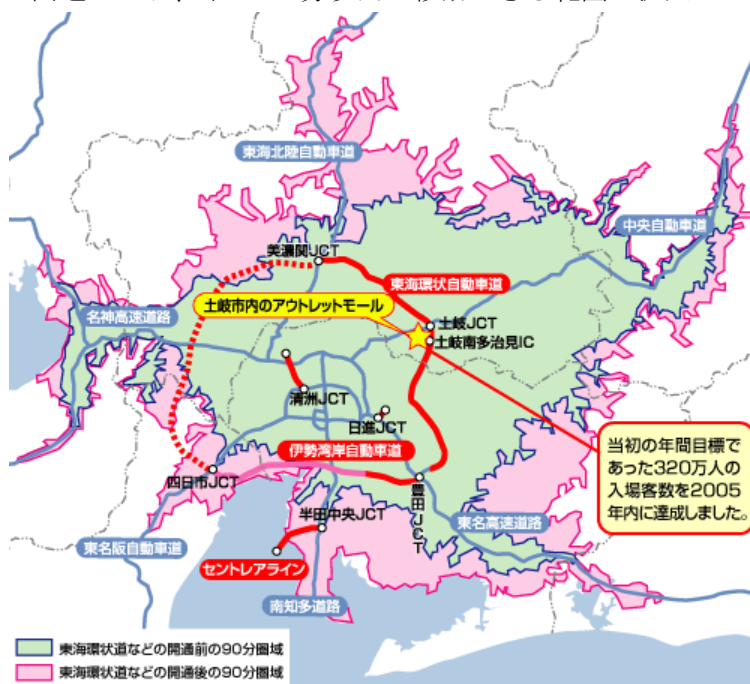 東海北陸自動車道
中央自動車道
美濃関JCT
東海環状自動車道
土岐市内のアウトレットモール
名神高速道路
土岐JCT
土岐南多治見IC
清洲JCT
日進JCT
伊勢湾岸自動車道
四日市JCT
豊田JCT
当初の年間目標で
あった320万人の
入場客数を2005
年内に達成しました。
半田中央JCT
東名高速道路
東名阪自動車道
セントレアライン
南知多道路
東海環状道などの開通前の90分圏域
東海環状道などの開通後の90分圏域